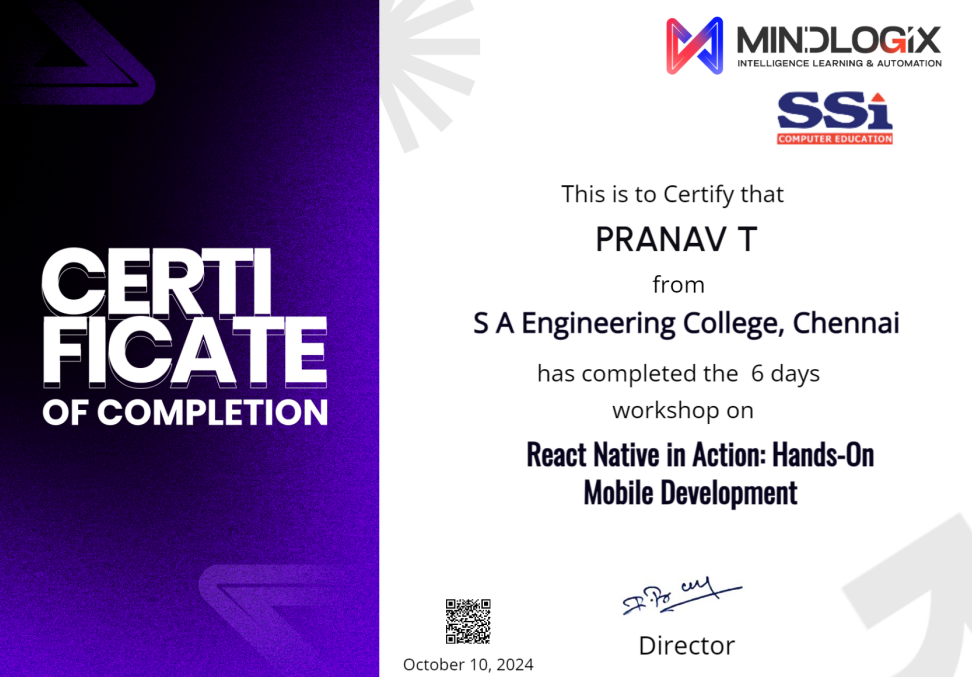 CERTI
FICATE
OF COMPLETION
MINDLOGIX
INTELLIGENCE LEARNING & AUTOMATION
SSi
COMPUTER EDUCATION
This is to Certify that
PRANAV T
from
S A Engineering College, Chennai
has completed the 6 days
workshop on
React Native in Action: Hands-On
Mobile Development
Director
October 10, 2024